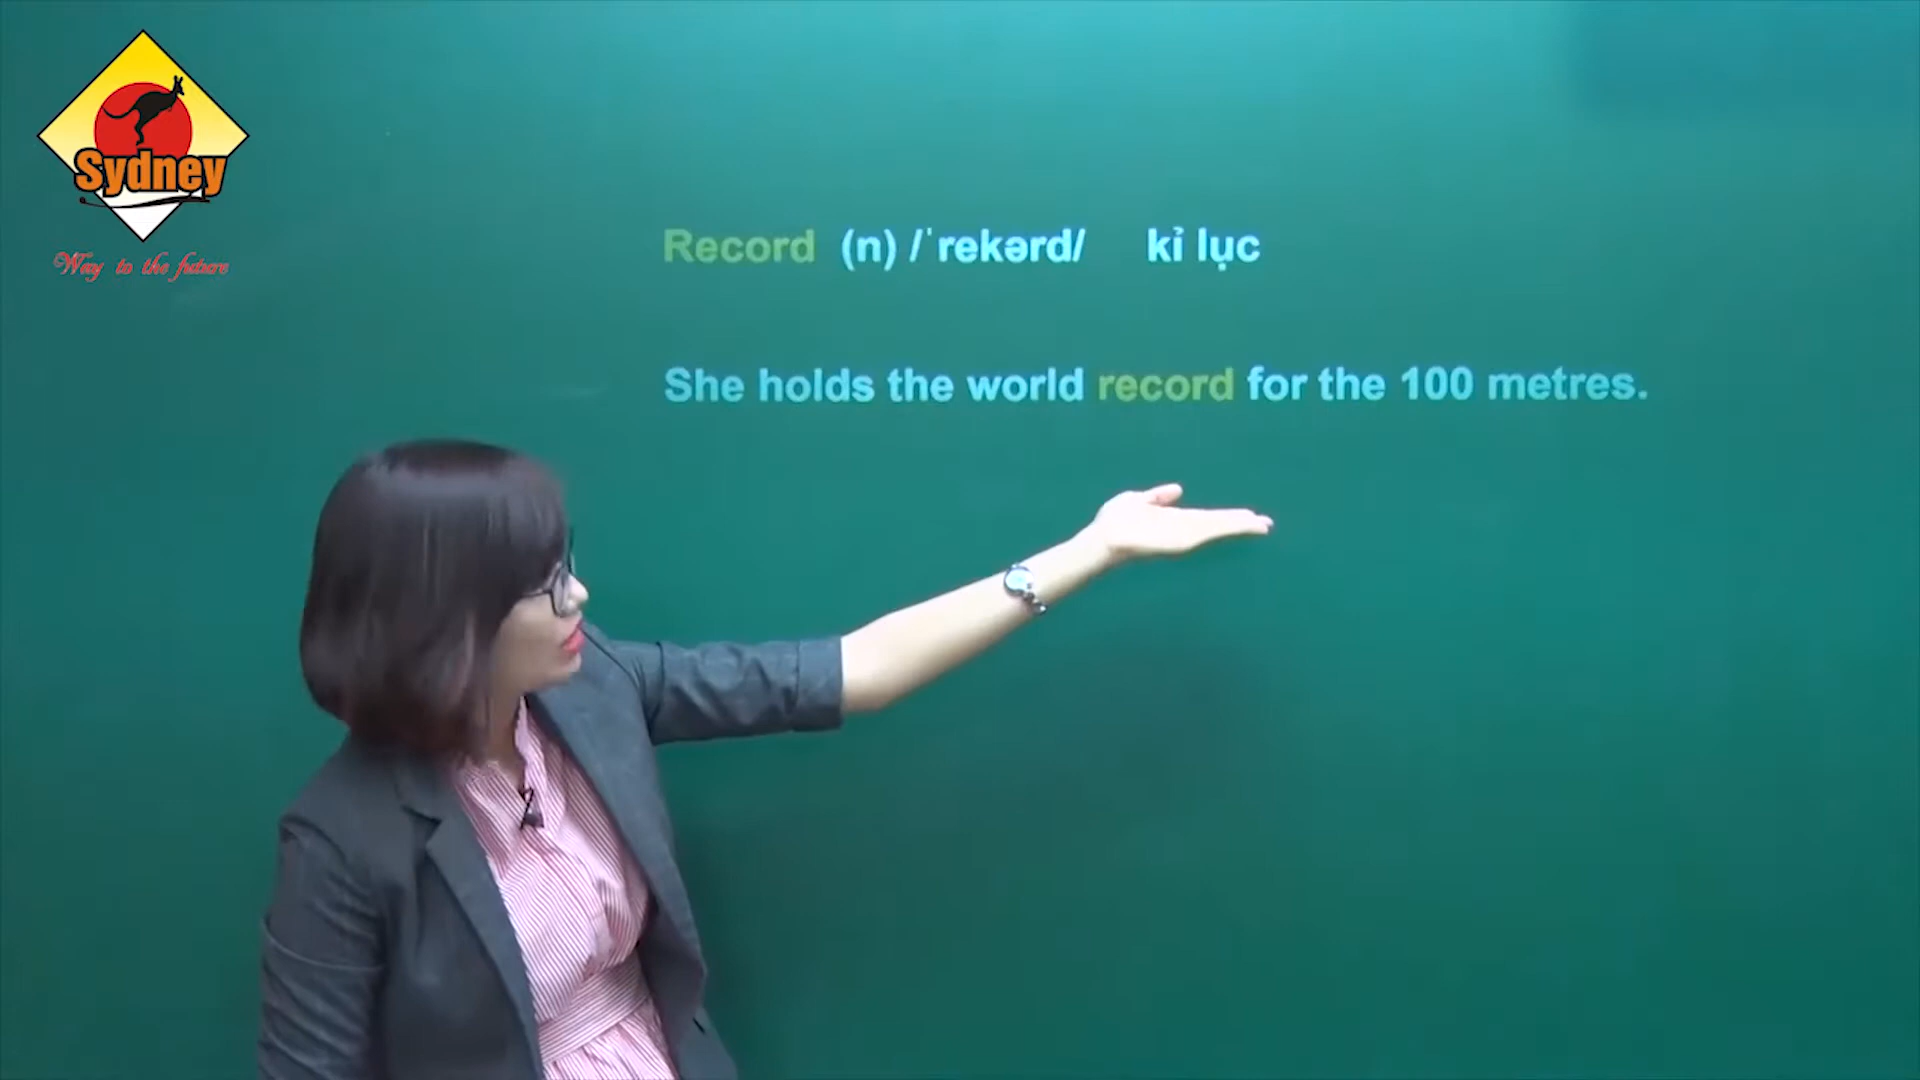 Sydney
Way to the future
Record (n) /ˈrekərd/ kỉ lục
She holds the world record for the 100 metres.